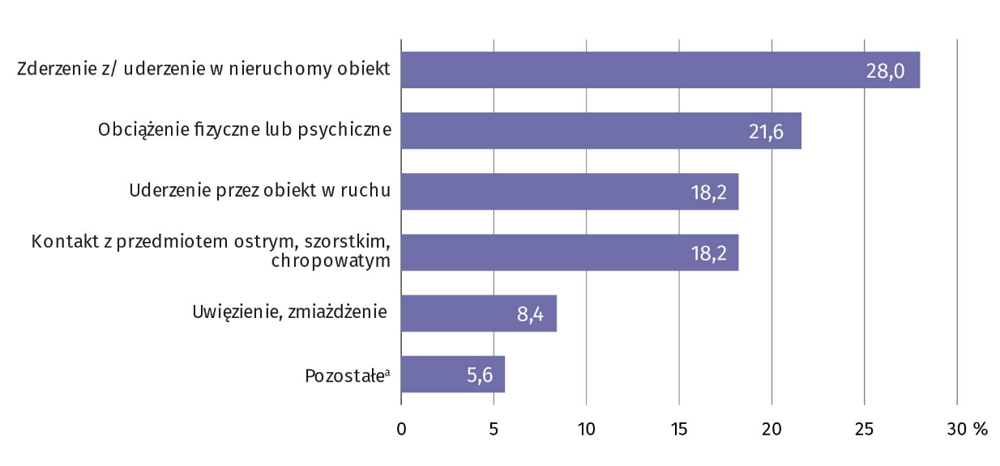 Zderzenie z/ uderzenie w nieruchomy obiekt
28,0
Obciążenie fizyczne lub psychiczne
21,6
Uderzenie przez obiekt w ruchu
18,2
Kontakt z przedmiotem ostrym, szorstkim,
chropowatym
18,2
Uwięzienie, zmiażdżenie
8,4
Pozostałeᵃ
5,6
0 5 10 15 20 25 30 %